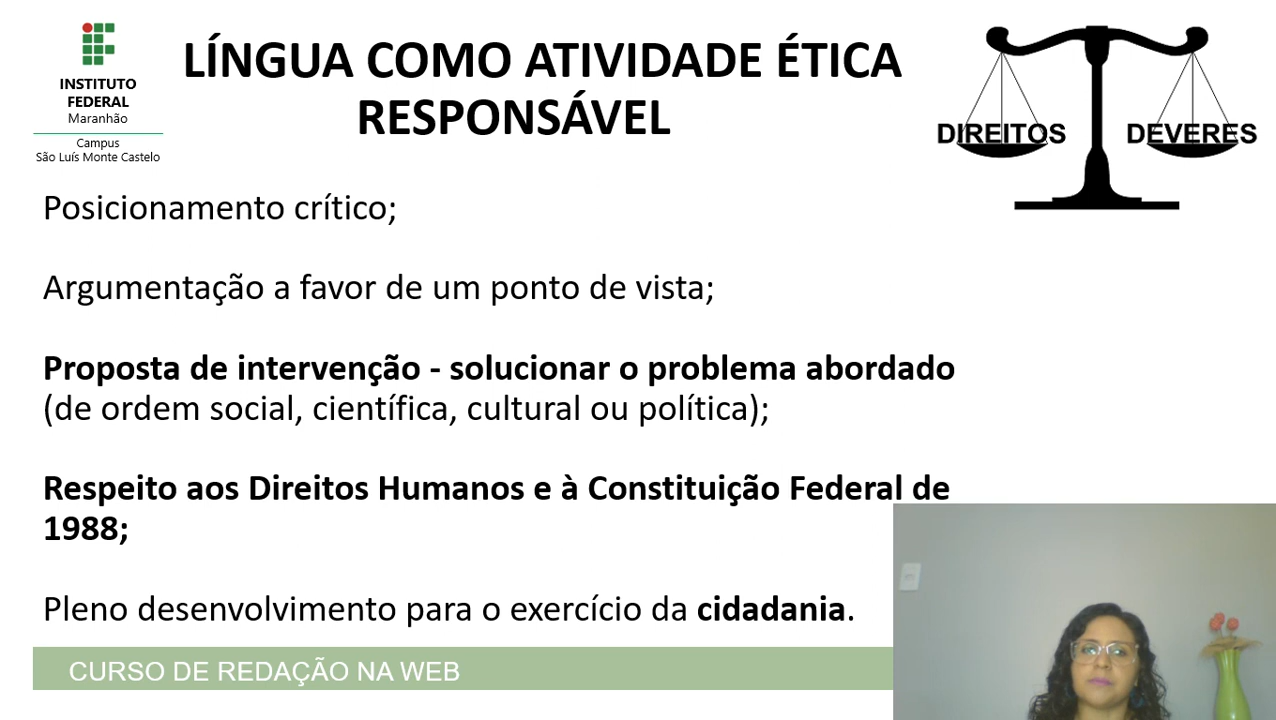 INSTITUTO
FEDERAL
Maranhão
Campus
São Luís Monte Castelo
LÍNGUA COMO ATIVIDADE ÉTICA
RESPONSÁVEL
DIREITOS
DEVERES
Posicionamento crítico;
Argumentação a favor de um ponto de vista;
Proposta de intervenção - solucionar o problema abordado
(de ordem social, científica, cultural ou política);
Respeito aos Direitos Humanos e à Constituição Federal de
1988;
Pleno desenvolvimento para o exercício da cidadania.
CURSO DE REDAÇÃO NA WEB